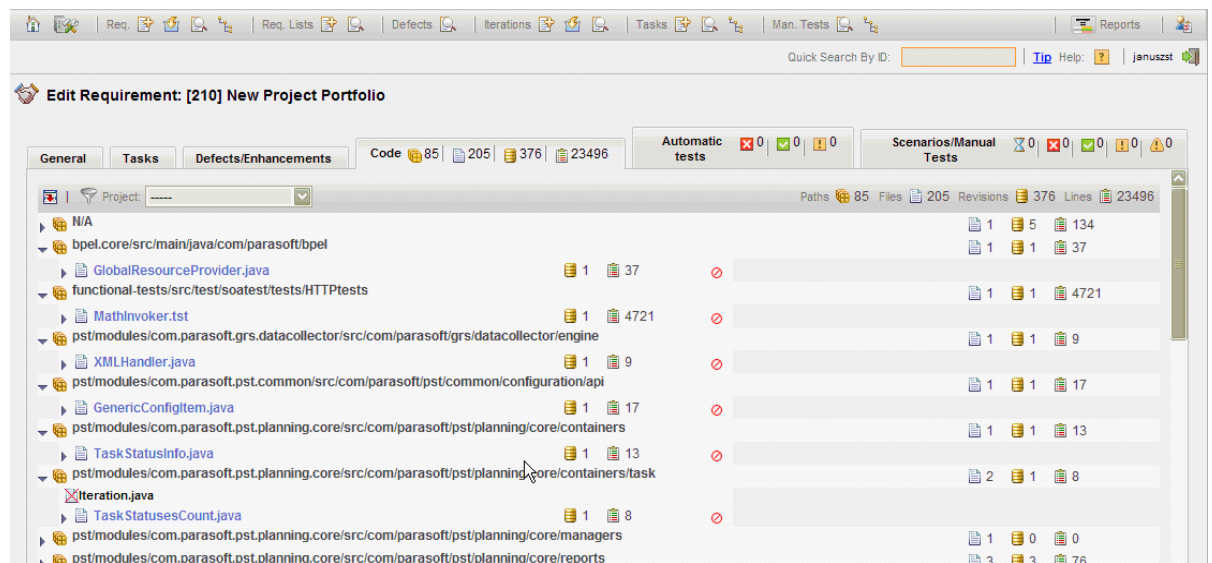 Req. Req. Lists Defects Iterations Tasks Man. Tests Reports
Quick Search By ID: Tip Help: ? januszst
Edit Requirement: [210] New Project Portfolio
General Tasks Defects/Enhancements Code 85 205 376 23496 Automatic tests 0 0 0 Scenarios/Manual Tests 0 0 0 0 0
Project: ----- Paths 85 Files 205 Revisions 376 Lines 23496
N/A 1 5 134
bpel.core/src/main/java/com/parasoft/bpel 1 1 37
GlobalResourceProvider.java 1 37
functional-tests/src/test/soatest/tests/HTTPtests 1 1 4721
MathInvoker.tst 1 4721
pst/modules/com.parasoft.grs.datacollector/src/com/parasoft/grs/datacollector/engine 1 1 9
XMLHandler.java 1 9
pst/modules/com.parasoft.pst.common/src/com/parasoft/pst/common/configuration/api 1 1 17
GenericConfigItem.java 1 17
pst/modules/com.parasoft.pst.planning.core/src/com/parasoft/pst/planning/core/containers 1 1 13
TaskStatusInfo.java 1 13
pst/modules/com.parasoft.pst.planning.core/src/com/parasoft/pst/planning/core/containers/task 2 1 8
Iteration.java
TaskStatusesCount.java 1 8
pst/modules/com.parasoft.pst.planning.core/src/com/parasoft/pst/planning/core/managers 1 0 0
pst/modules/com.parasoft.pst.planning.core/src/com/parasoft/pst/planning/core/reports 3 3 76